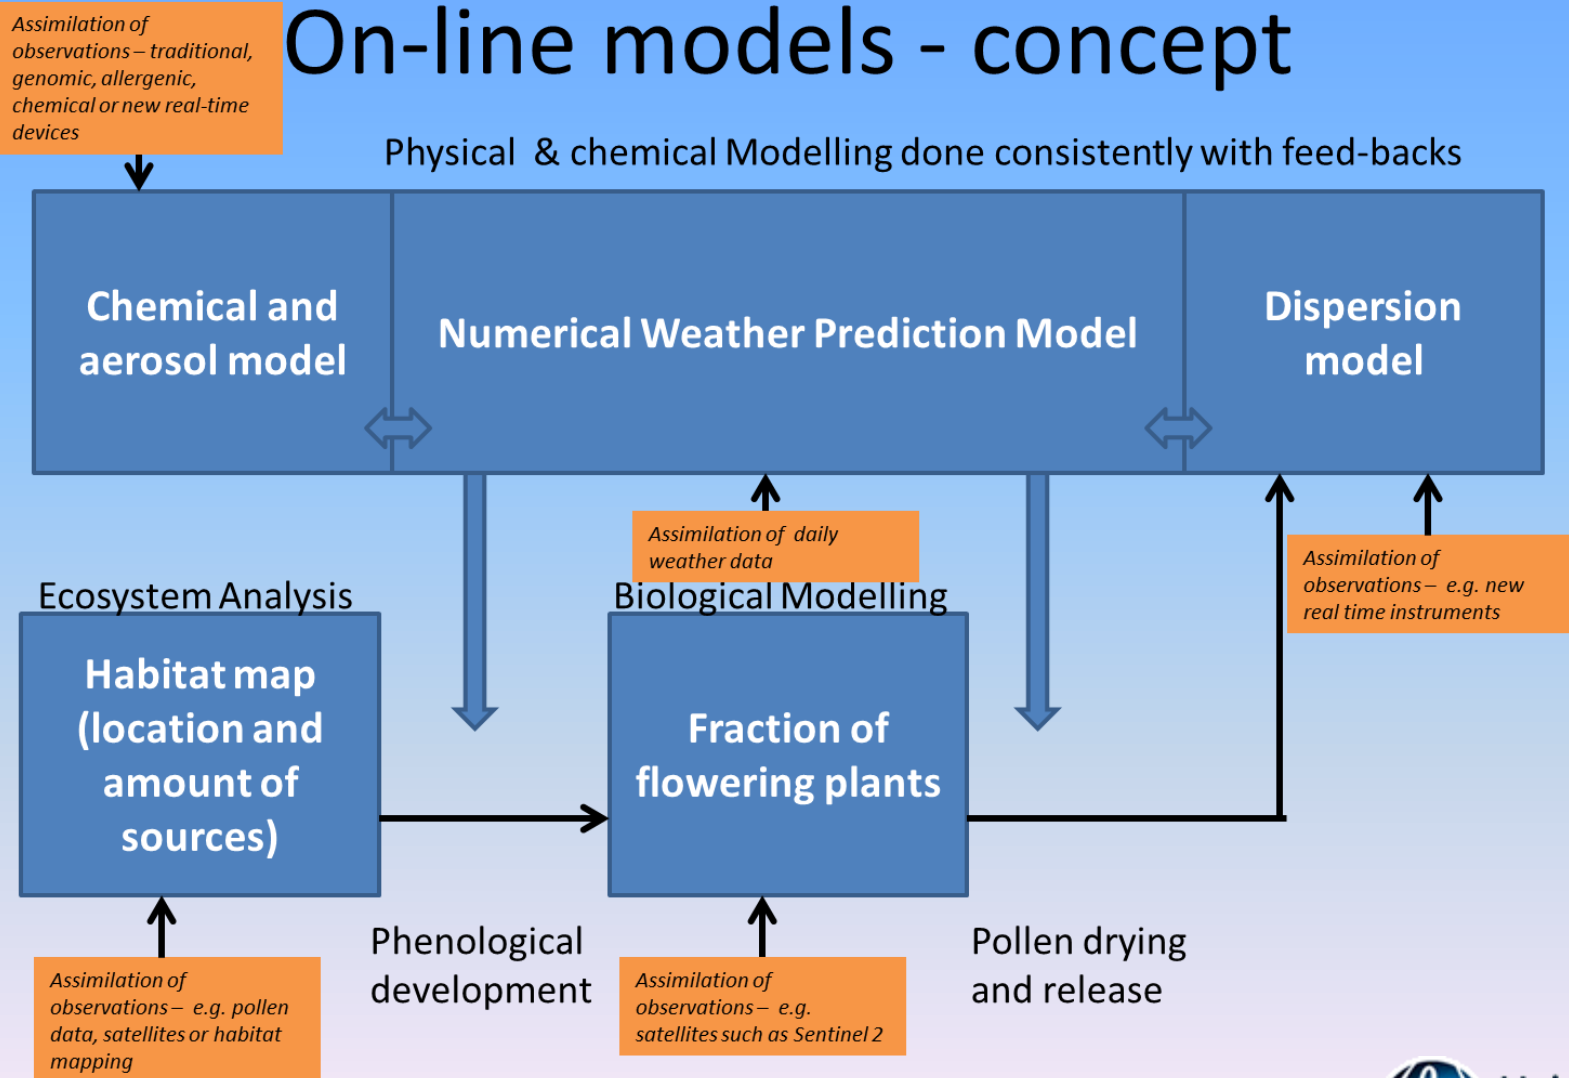 Assimilation of
observations – traditional,
genomic, allergenic,
chemical or new real-time
devices
On-line models - concept
Physical & chemical Modelling done consistently with feed-backs
Chemical and
aerosol model
Numerical Weather Prediction Model
Dispersion
model
Assimilation of daily
weather data
Assimilation of
observations – e.g. new
real time instruments
Ecosystem Analysis
Habitat map
(location and
amount of
sources)
Biological Modelling
Fraction of
flowering plants
Phenological
development
Pollen drying
and release
Assimilation of
observations – e.g. pollen
data, satellites or habitat
mapping
Assimilation of
observations – e.g.
satellites such as Sentinel 2